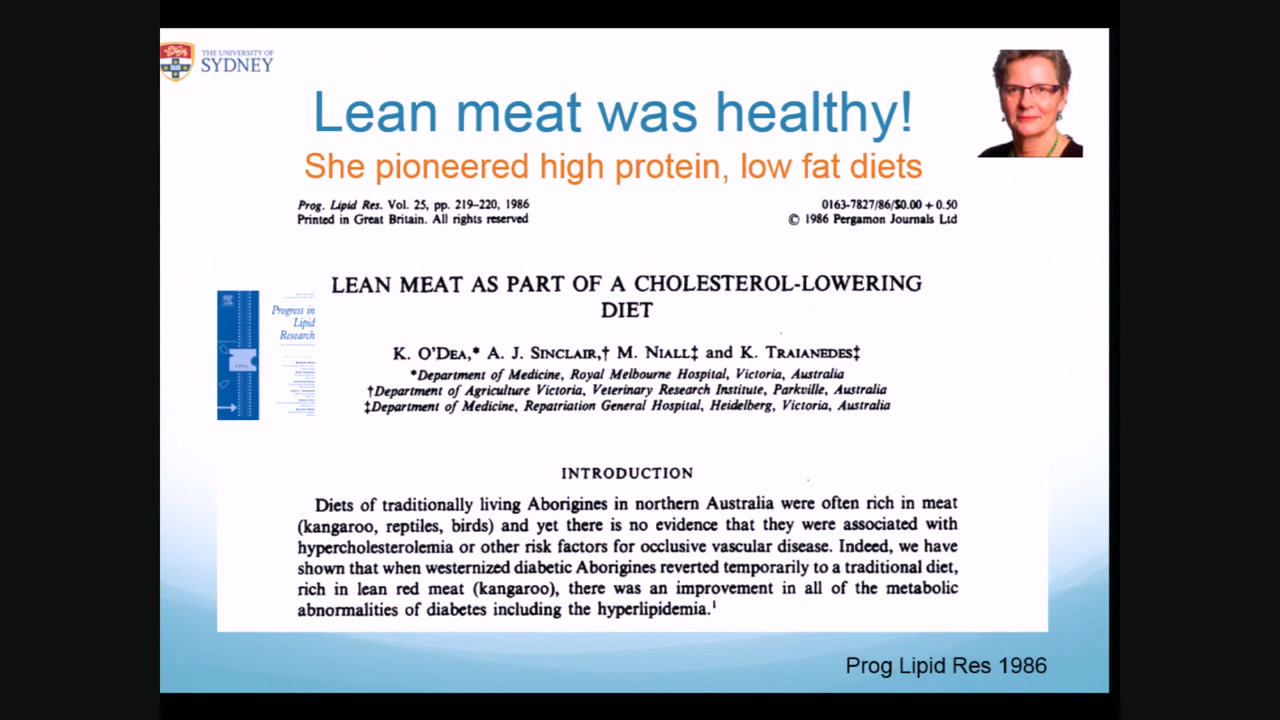 THE UNIVERSITY OF
SYDNEY
Lean meat was healthy!
She pioneered high protein, low fat diets
Prog. Lipid Res. Vol. 25, pp. 219–220, 1986
Printed in Great Britain. All rights reserved
0163-7827/86/$0.00 + 0.50
© 1986 Pergamon Journals Ltd
LEAN MEAT AS PART OF A CHOLESTEROL-LOWERING
DIET
Progress in
Lipid
Research
K. O'DEA,* A. J. SINCLAIR,† M. NIALL‡ and K. TRAIANEDES‡
*Department of Medicine, Royal Melbourne Hospital, Victoria, Australia
†Department of Agriculture Victoria, Veterinary Research Institute, Parkville, Australia
‡Department of Medicine, Repatriation General Hospital, Heidelberg, Victoria, Australia
INTRODUCTION
Diets of traditionally living Aborigines in northern Australia were often rich in meat
(kangaroo, reptiles, birds) and yet there is no evidence that they were associated with
hypercholesterolemia or other risk factors for occlusive vascular disease. Indeed, we have
shown that when westernized diabetic Aborigines reverted temporarily to a traditional diet,
rich in lean red meat (kangaroo), there was an improvement in all of the metabolic
abnormalities of diabetes including the hyperlipidemia.¹
Prog Lipid Res 1986